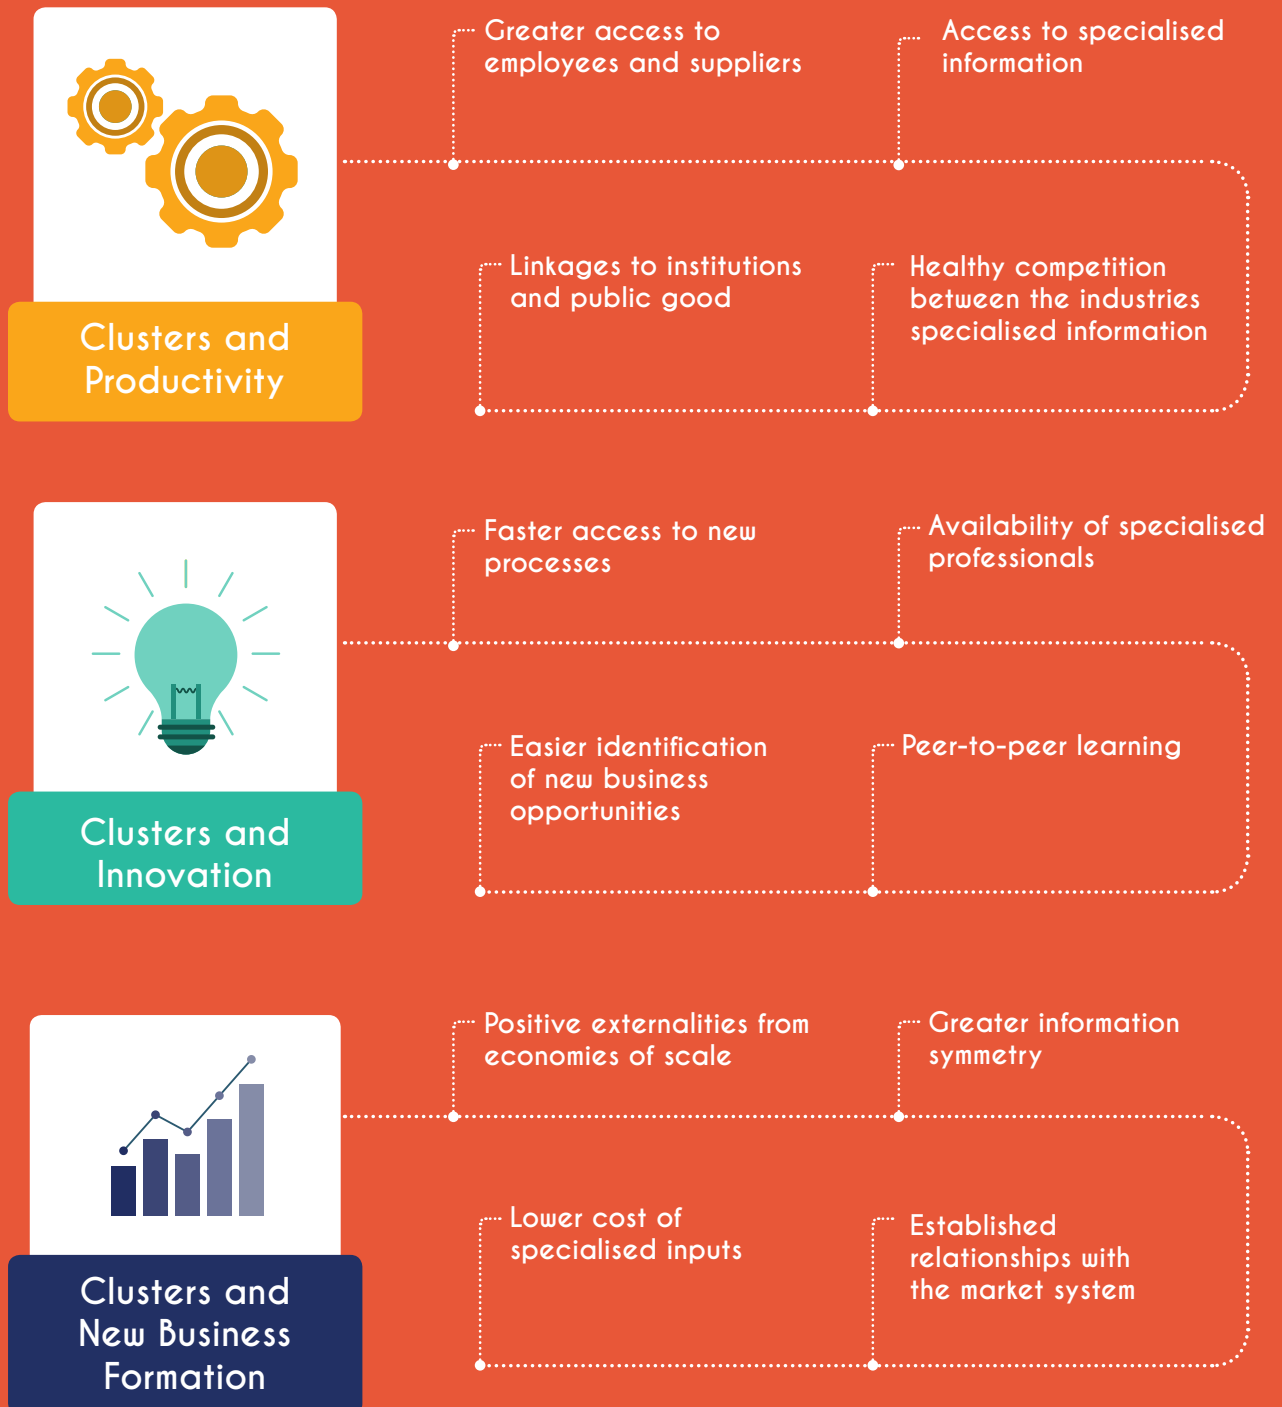 Clusters and
Productivity
Greater access to
employees and suppliers
Access to specialised
information
Healthy competition
between the industries
specialised information
Linkages to institutions
and public good
Clusters and
Innovation
Faster access to new
processes
Availability of specialised
professionals
Peer-to-peer learning
Easier identification
of new business
opportunities
Clusters and
New Business
Formation
Positive externalities from
economies of scale
Greater information
symmetry
Established
relationships with
the market system
Lower cost of
specialised inputs